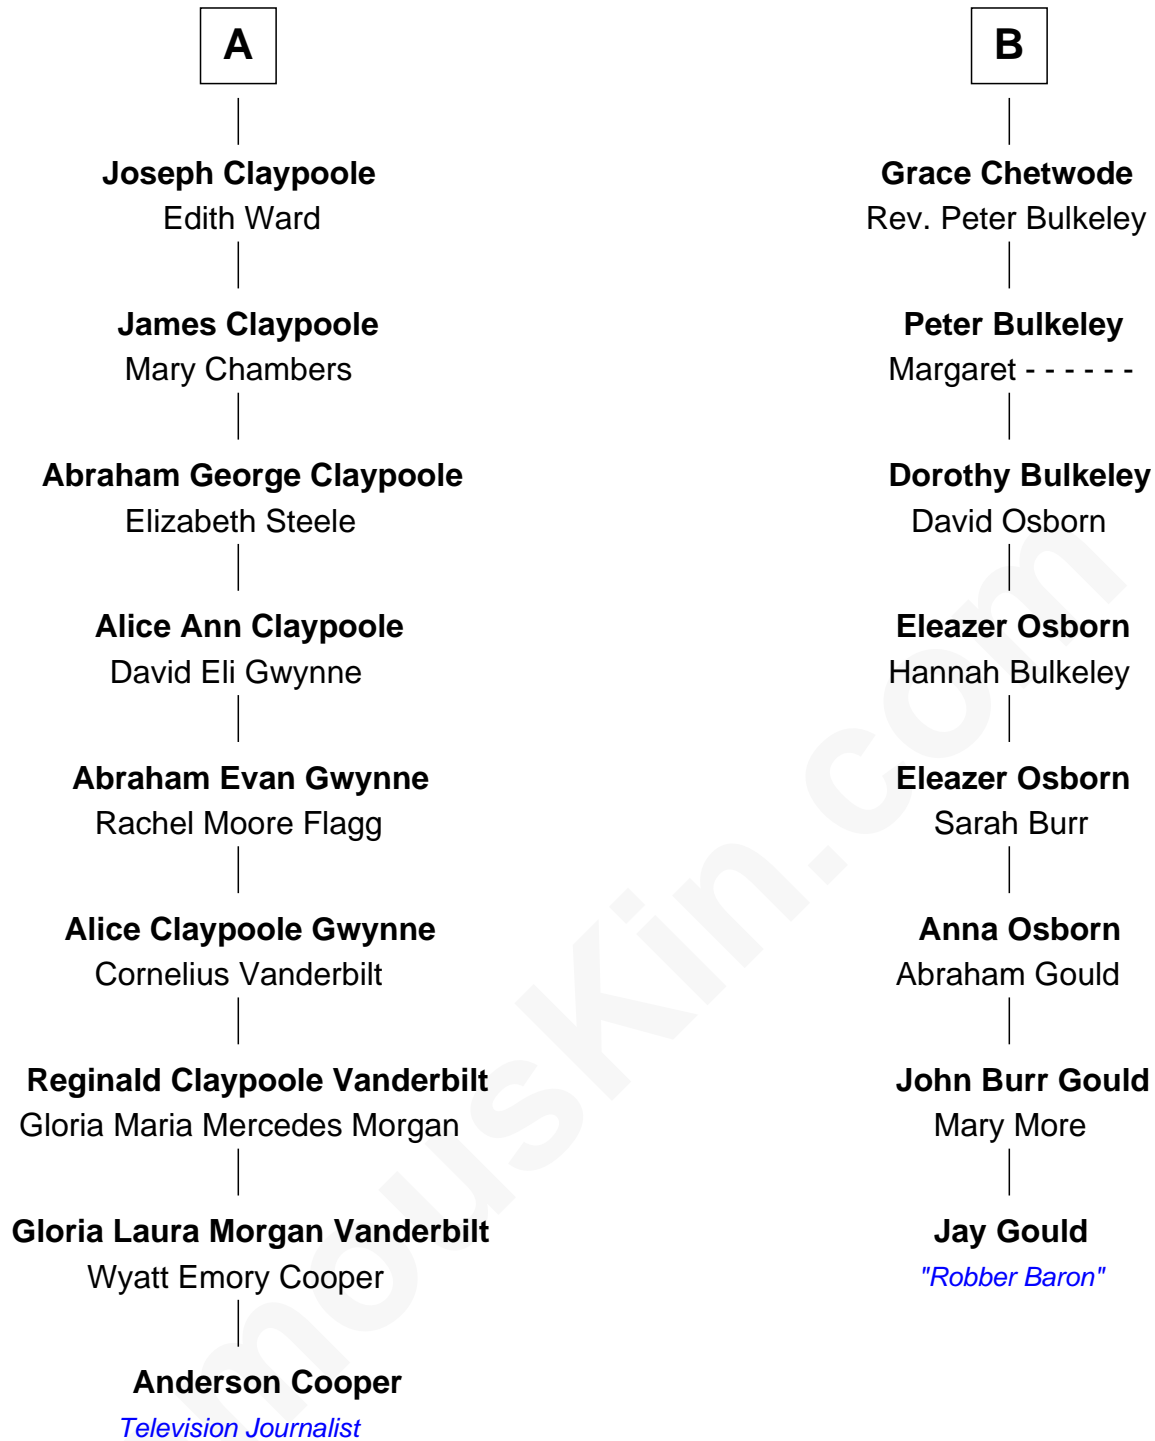 A
Joseph Claypoole
Edith Ward
James Claypoole
Mary Chambers
Abraham George Claypoole
Elizabeth Steele
Alice Ann Claypoole
David Eli Gwynne
Abraham Evan Gwynne
Rachel Moore Flagg
Alice Claypoole Gwynne
Cornelius Vanderbilt
Reginald Claypoole Vanderbilt
Gloria Maria Mercedes Morgan
Gloria Laura Morgan Vanderbilt
Wyatt Emory Cooper
Anderson Cooper
Television Journalist
B
Grace Chetwode
Rev. Peter Bulkeley
Peter Bulkeley
Margaret - - - - - -
Dorothy Bulkeley
David Osborn
Eleazer Osborn
Hannah Bulkeley
Eleazer Osborn
Sarah Burr
Anna Osborn
Abraham Gould
John Burr Gould
Mary More
Jay Gould
"Robber Baron"
mousKin.com